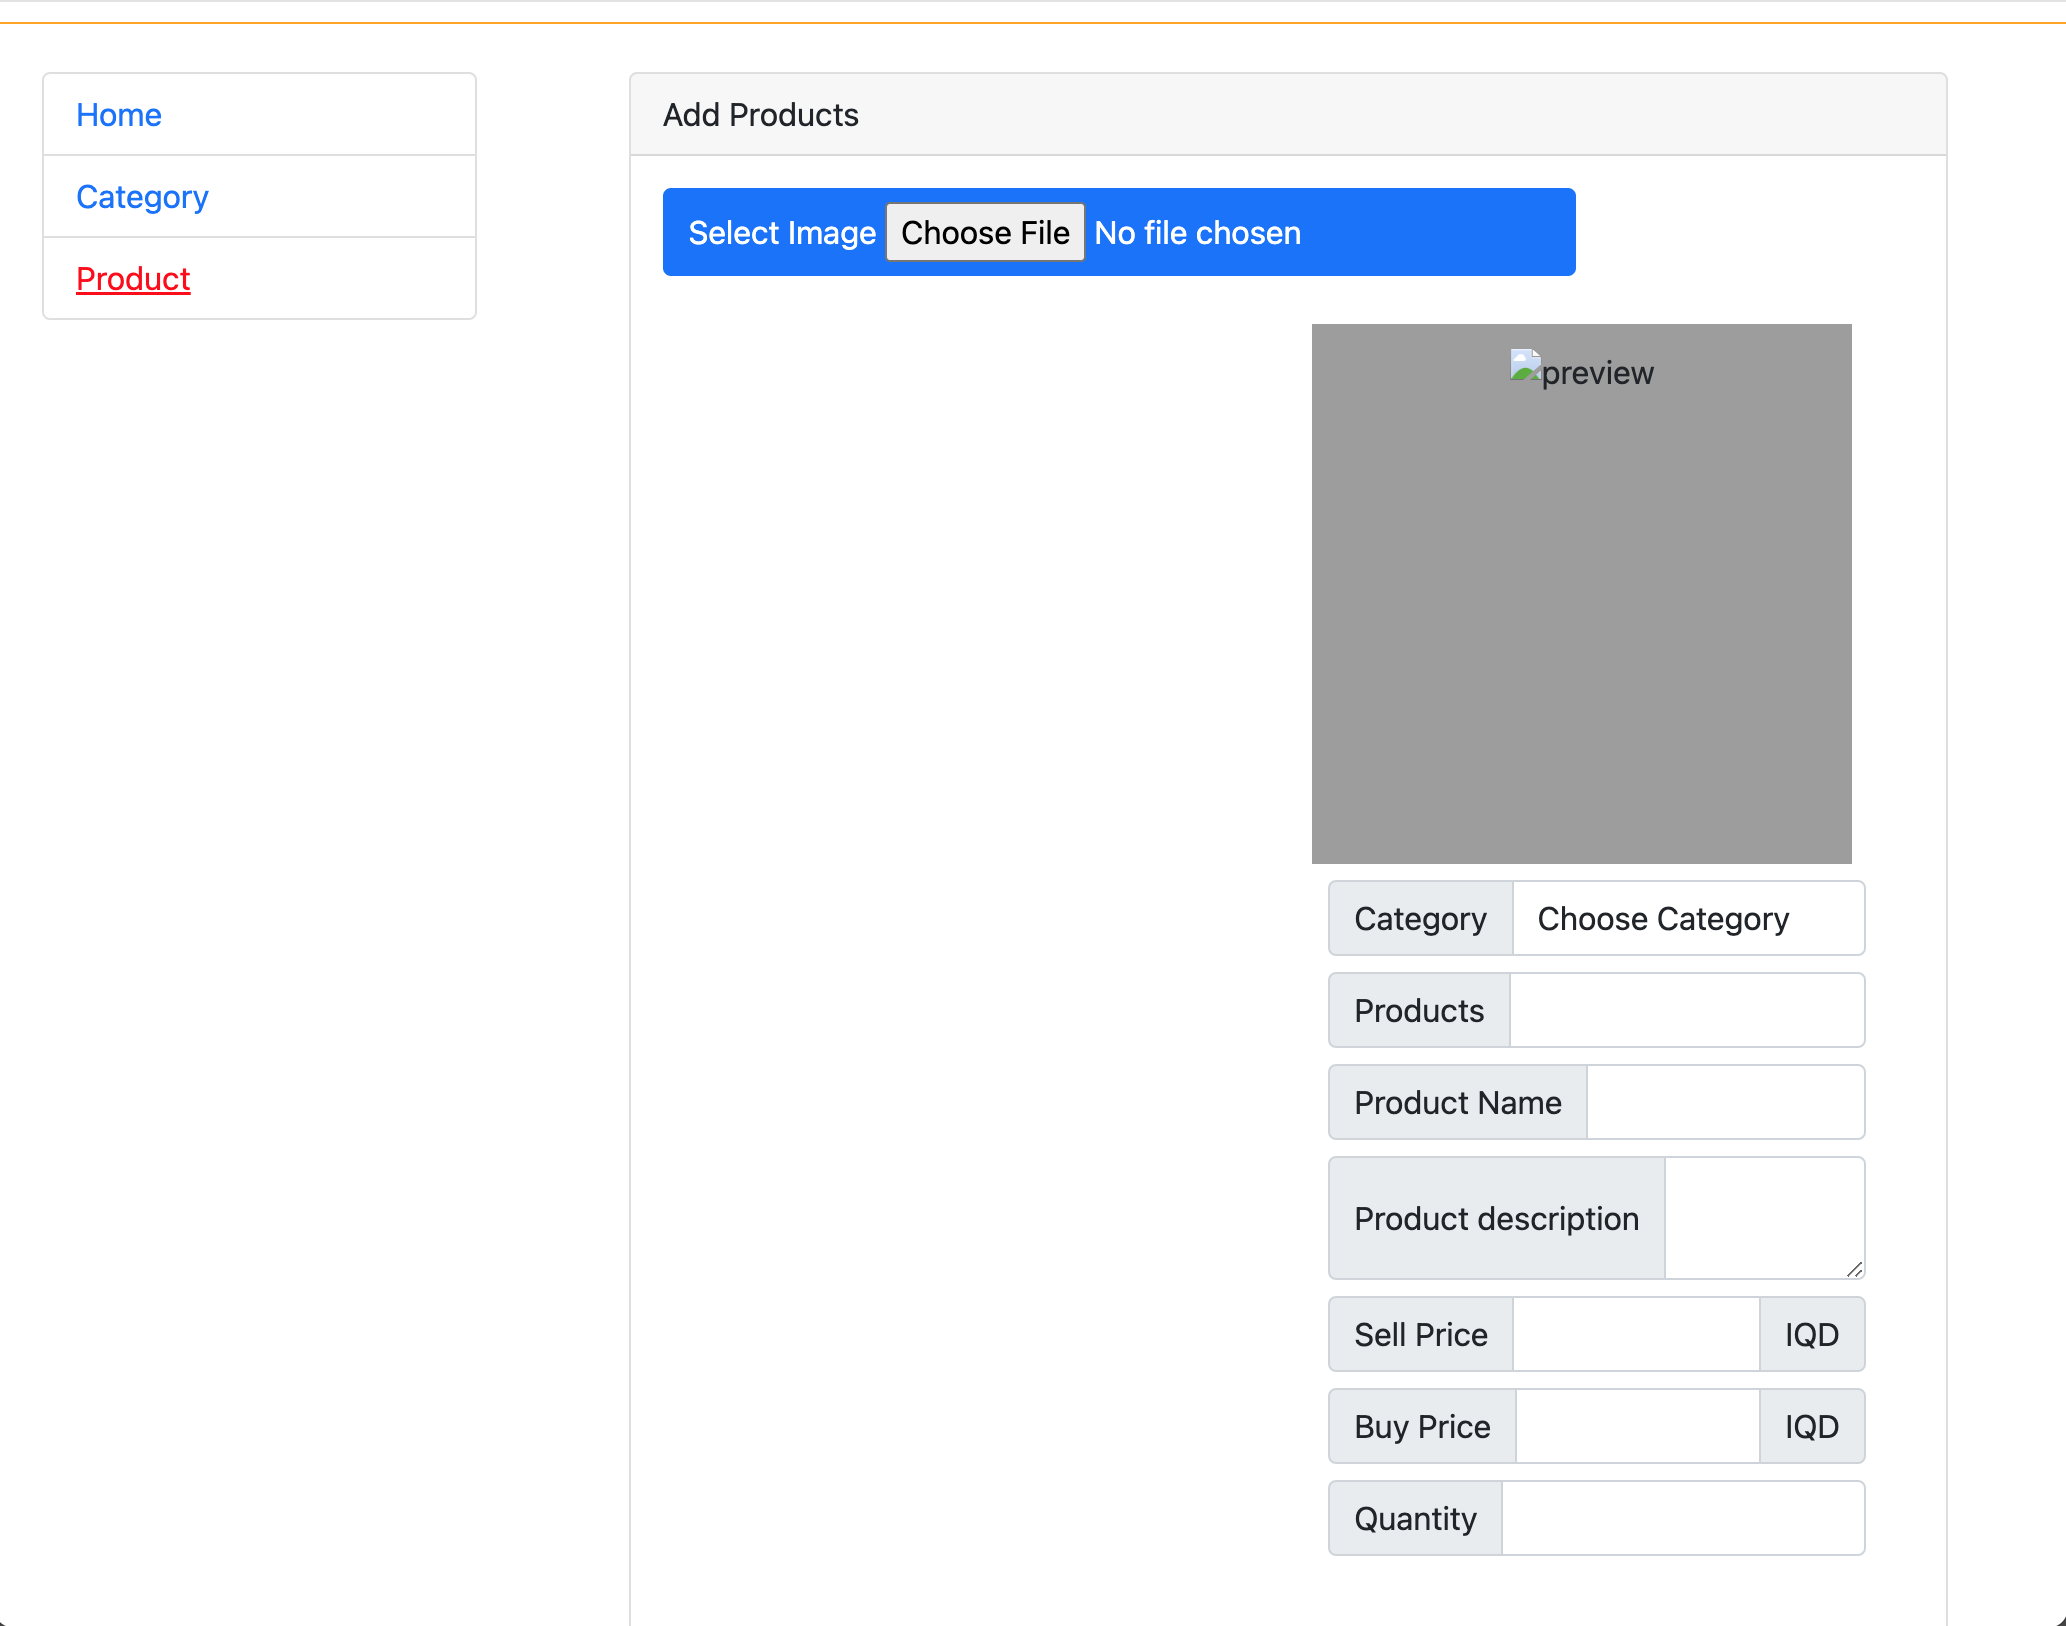 Home
Category
Product
Add Products
Select Image Choose File No file chosen
preview
Category Choose Category
Products
Product Name
Product description
Sell Price IQD
Buy Price IQD
Quantity